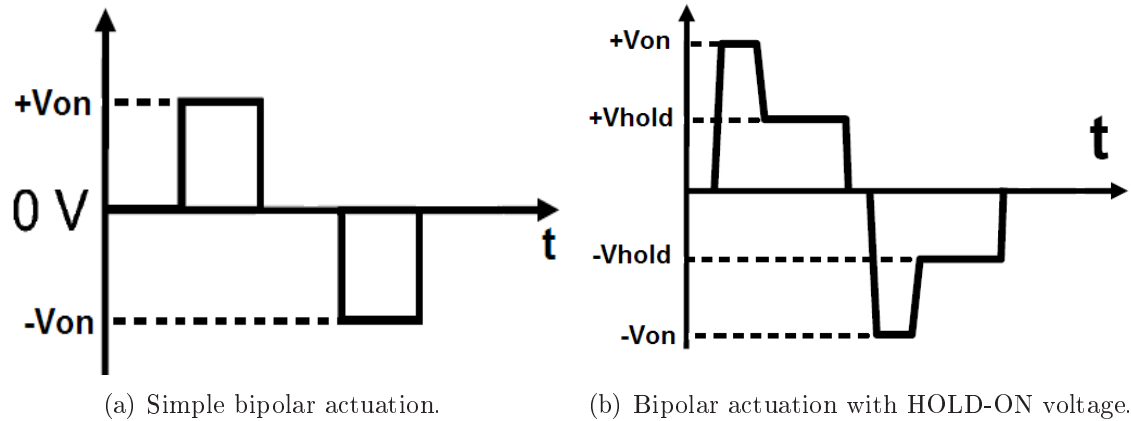 +Von
0 V
t
-Von
(a) Simple bipolar actuation.
+Von
+Vhold
t
-Vhold
-Von
(b) Bipolar actuation with HOLD-ON voltage.